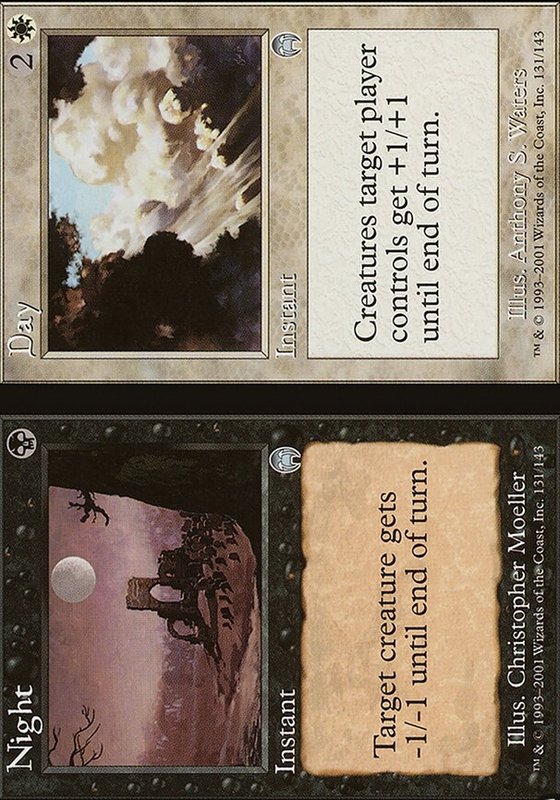 Night
Instant
Target creature gets
-1/-1 until end of turn.
Illus. Christopher Moeller
™ & © 1993–2001 Wizards of the Coast, Inc. 131/143
Day 2
Instant
Creatures target player
controls get +1/+1
until end of turn.
Illus. Anthony S. Waters
™ & © 1993–2001 Wizards of the Coast, Inc. 131/143